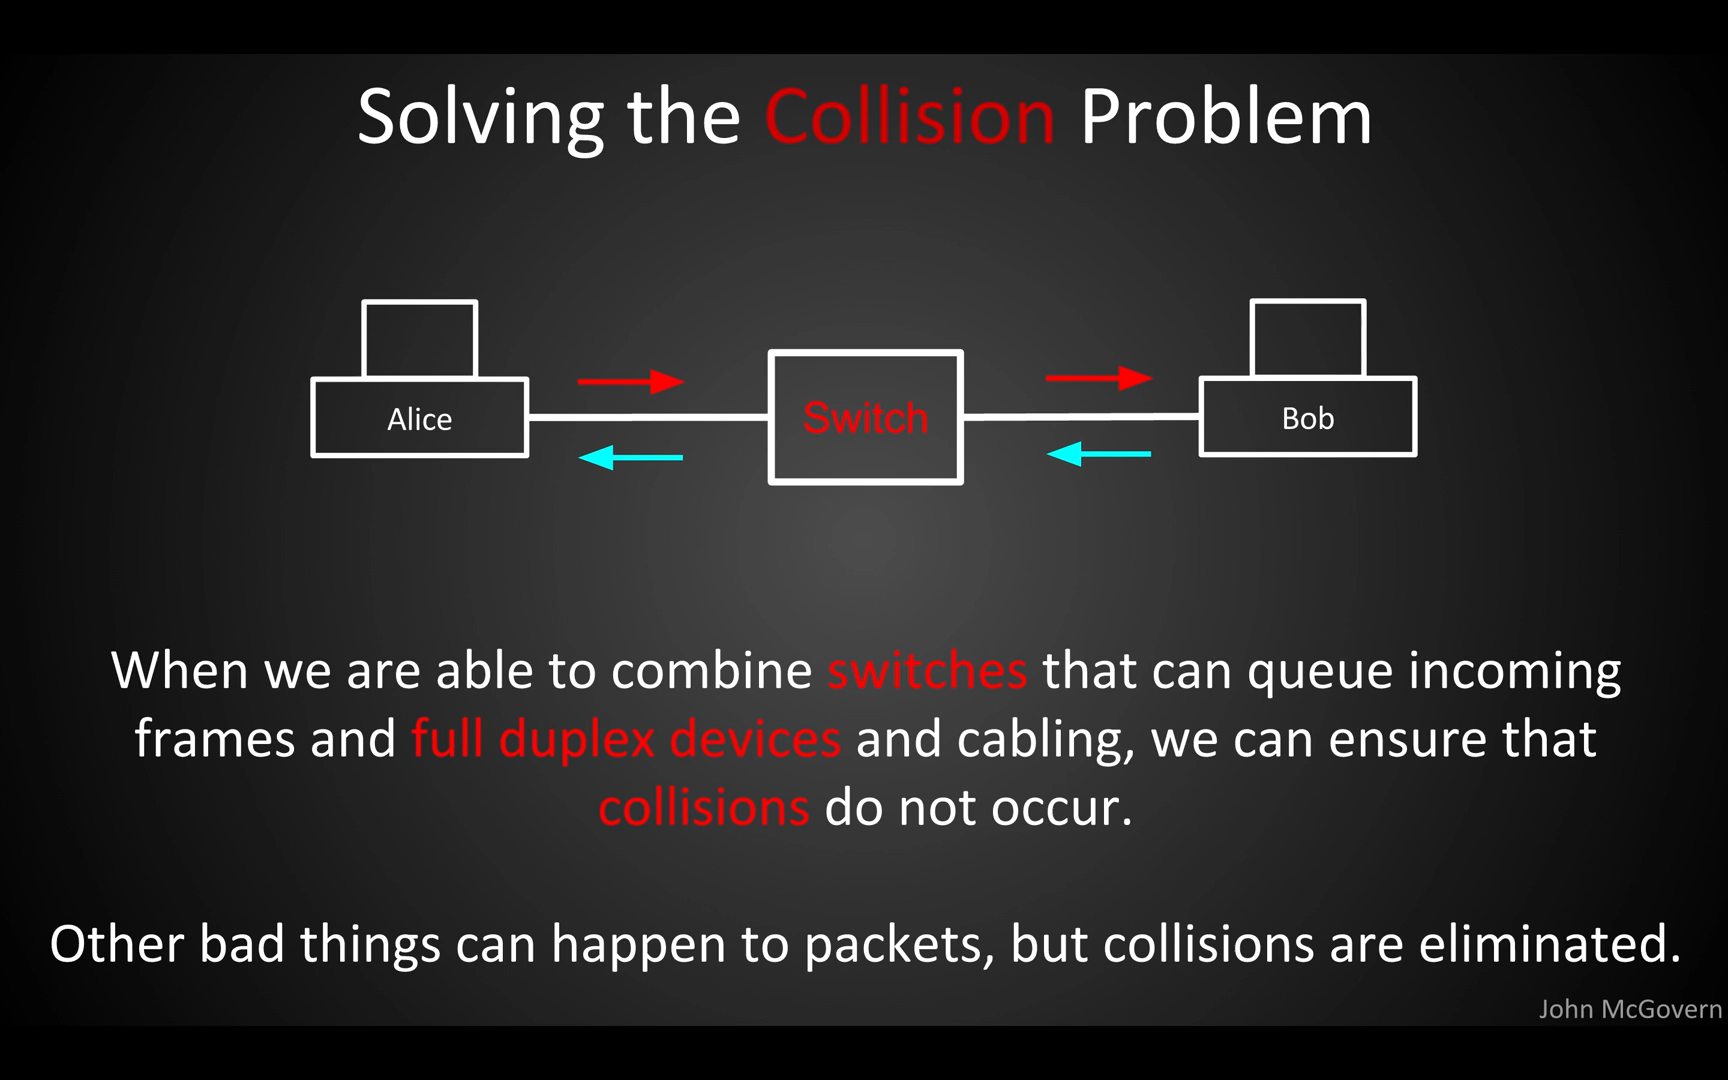 Solving the Collision Problem
Alice
Switch
Bob
When we are able to combine switches that can queue incoming
frames and full duplex devices and cabling, we can ensure that
collisions do not occur.
Other bad things can happen to packets, but collisions are eliminated.
John McGovern